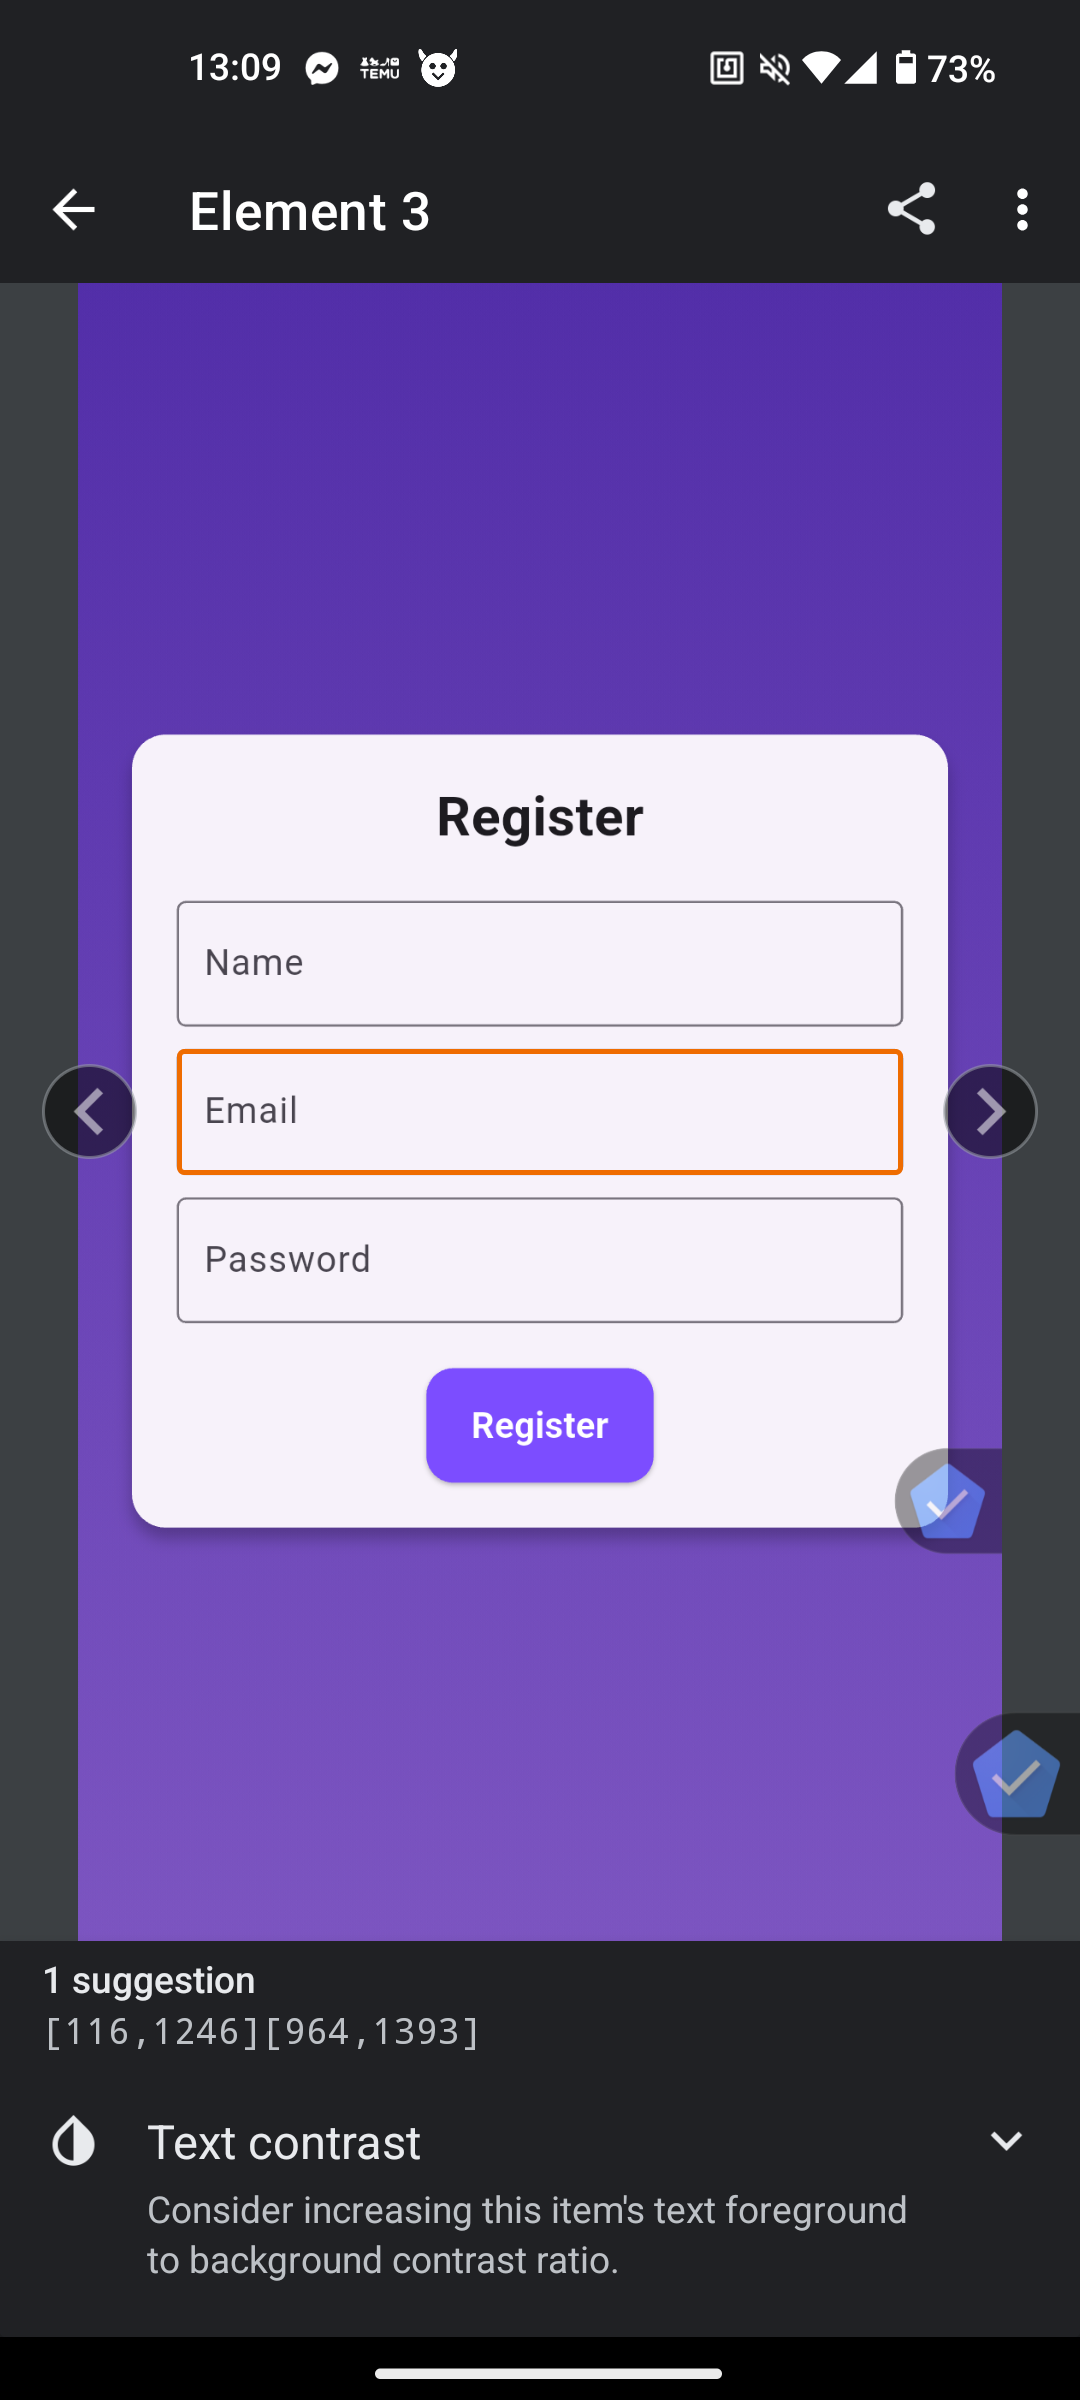 13:09 TEMU 73%
Element 3
Register
Name
Email
Password
Register
1 suggestion
[116,1246][964,1393]
Text contrast
Consider increasing this item's text foreground
to background contrast ratio.